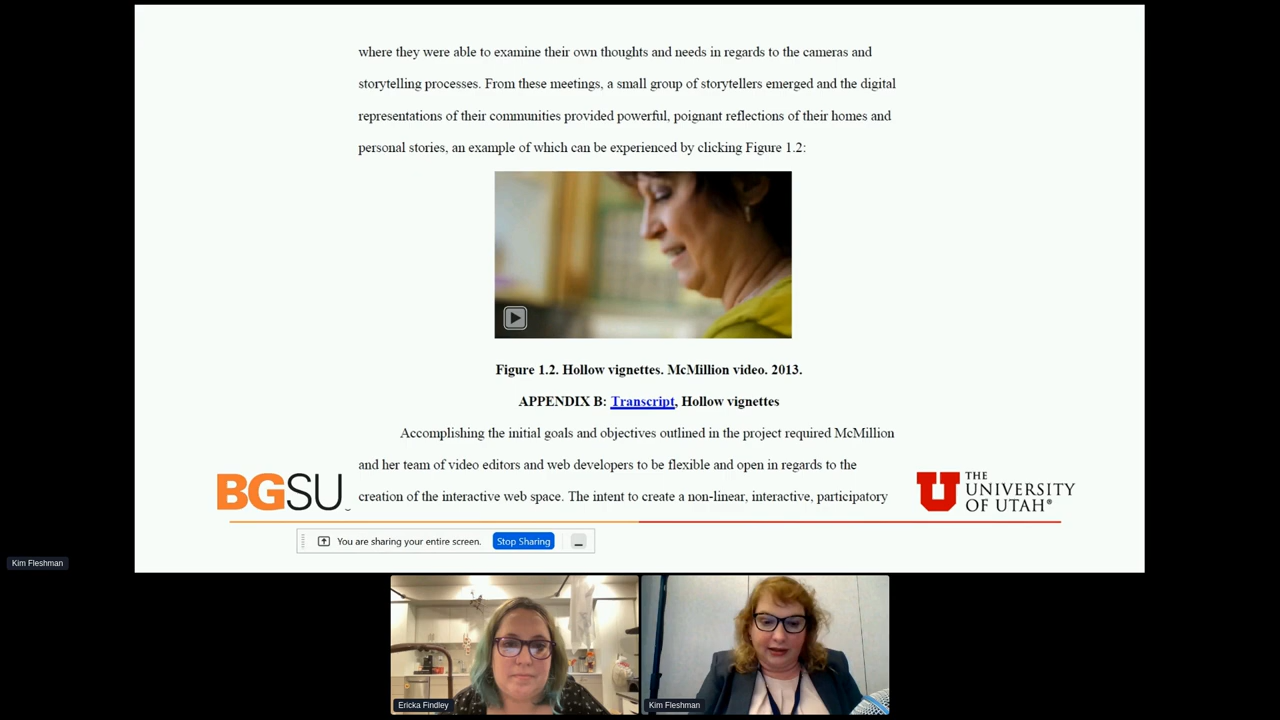 where they were able to examine their own thoughts and needs in regards to the cameras and
storytelling processes. From these meetings, a small group of storytellers emerged and the digital
representations of their communities provided powerful, poignant reflections of their homes and
personal stories, an example of which can be experienced by clicking Figure 1.2:
Figure 1.2. Hollow vignettes. McMillion video. 2013.
APPENDIX B: Transcript, Hollow vignettes
Accomplishing the initial goals and objectives outlined in the project required McMillion
and her team of video editors and web developers to be flexible and open in regards to the
creation of the interactive web space. The intent to create a non-linear, interactive, participatory
BGSU
THE
UNIVERSITY
OF UTAH®
You are sharing your entire screen. Stop Sharing
Kim Fleshman
Ericka Findley
Kim Fleshman